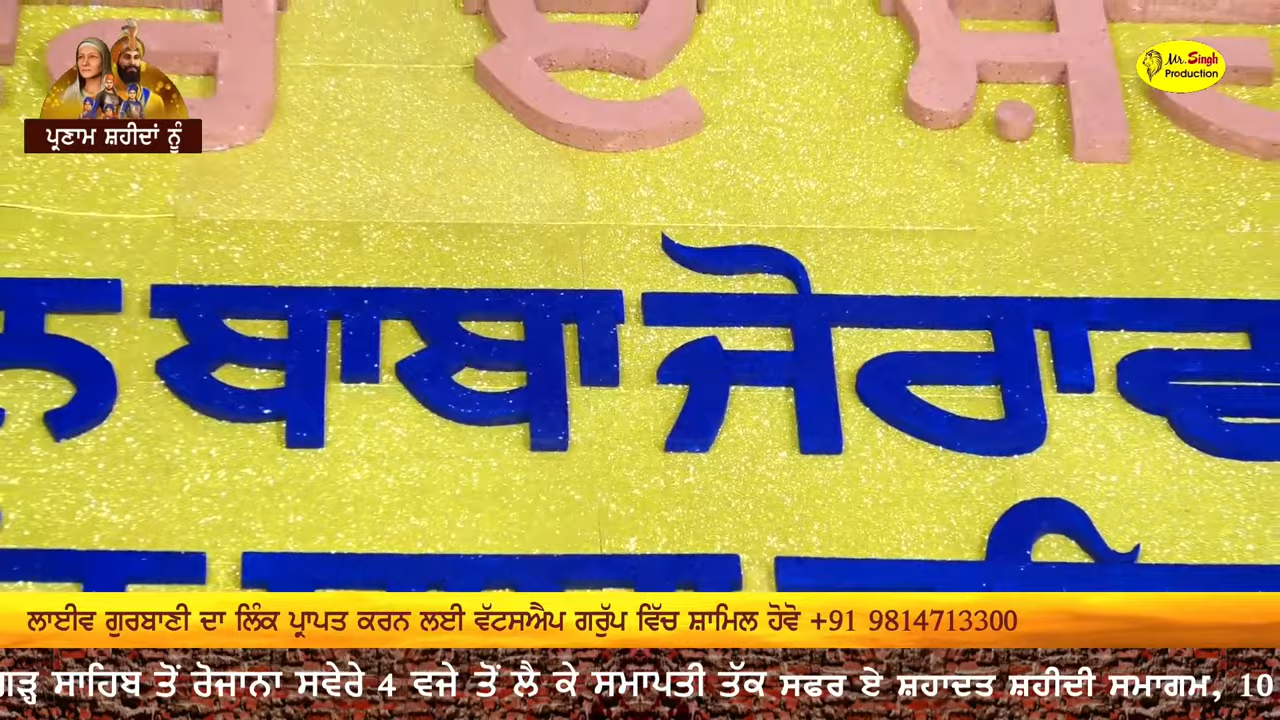 Mr. Singh
Production
ਪ੍ਰਣਾਮ ਸ਼ਹੀਦਾਂ ਨੂੰ
ਬਾਬਾ ਜੋਰਾਵ
ਲਾਈਵ ਗੁਰਬਾਣੀ ਦਾ ਲਿੰਕ ਪ੍ਰਾਪਤ ਕਰਨ ਲਈ ਵੱਟਸਐਪ ਗਰੁੱਪ ਵਿੱਚ ਸ਼ਾਮਿਲ ਹੋਵੋ +91 9814713300
ਗੜ੍ਹ ਸਾਹਿਬ ਤੋਂ ਰੋਜਾਨਾ ਸਵੇਰੇ 4 ਵਜੇ ਤੋਂ ਲੈ ਕੇ ਸਮਾਪਤੀ ਤੱਕ ਸਫਰ ਏ ਸ਼ਹਾਦਤ ਸ਼ਹੀਦੀ ਸਮਾਗਮ, 10